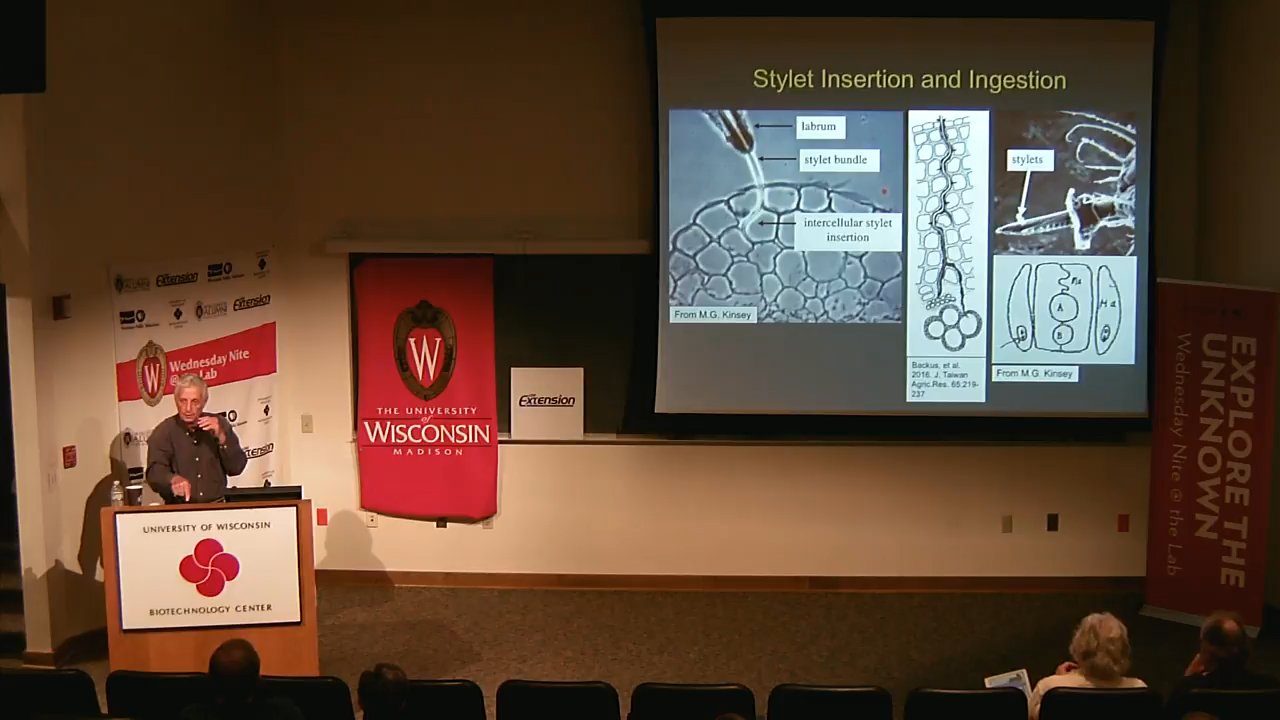 Stylet Insertion and Ingestion
labrum
stylet bundle
intercellular stylet
insertion
From M.G. Kinsey
Backus, et al.
2016. J. Taiwan
Agric.Res. 65:219-
237
stylets
A
B
From M.G. Kinsey
Extension
Extension
Wednesday Nite
@ the Lab
W
THE UNIVERSITY
of
WISCONSIN
MADISON
Extension
UNIVERSITY OF WISCONSIN
BIOTECHNOLOGY CENTER
EXPLORE THE
UNKNOWN
Wednesday Nite @ the Lab